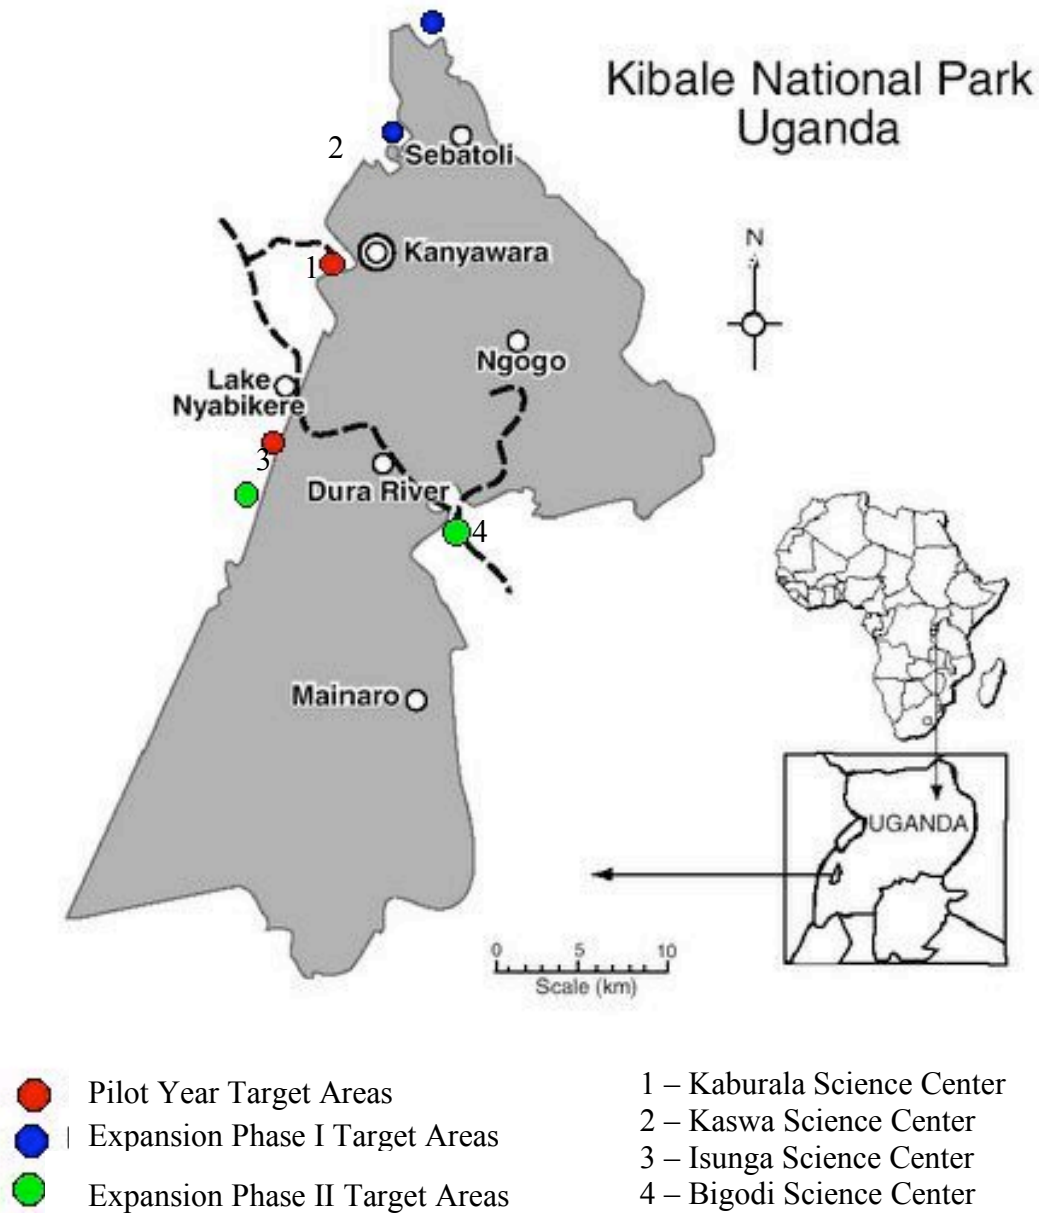 Kibale National Park
Uganda
2
Sebatoli
N
1
Kanyawara
Ngogo
Lake
Nyabikere
3
Dura River
4
Mainaro
UGANDA
0 5 10
Scale (km)
Pilot Year Target Areas
Expansion Phase I Target Areas
Expansion Phase II Target Areas
1 – Kaburala Science Center
2 – Kaswa Science Center
3 – Isunga Science Center
4 – Bigodi Science Center